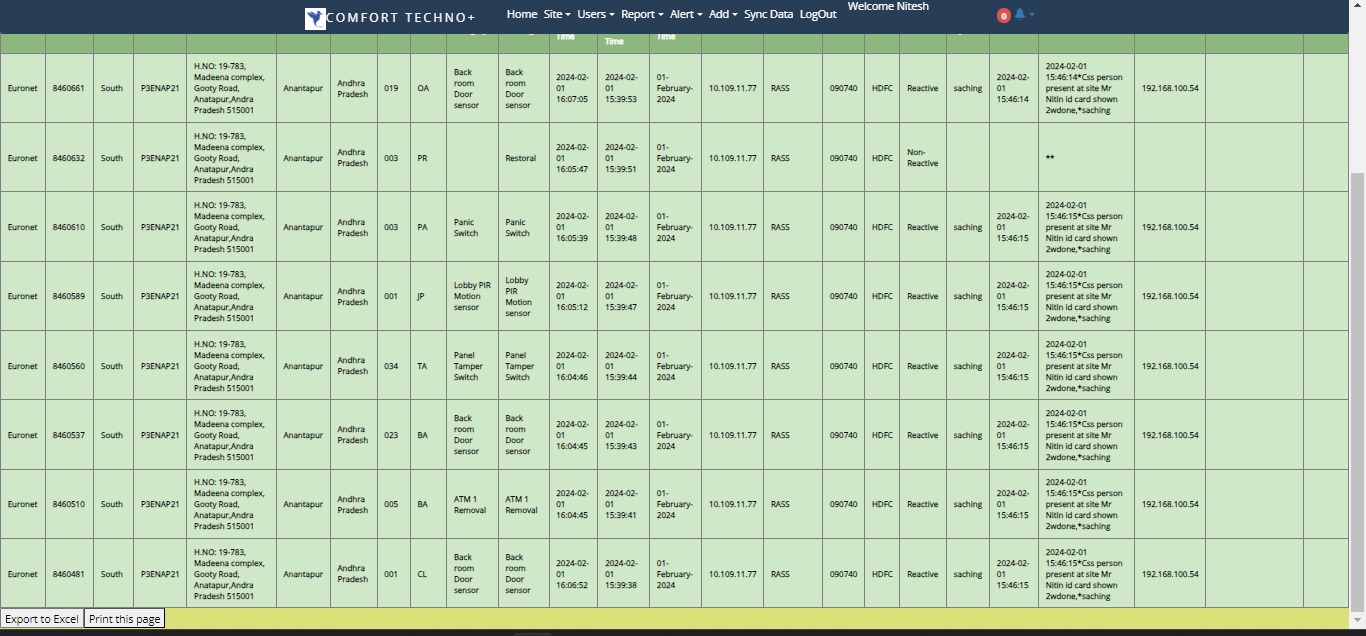 COMFORT TECHNO+ Home Site Users Report Alert Add Sync Data LogOut Welcome Nitesh 0
Time Time Time
Euronet 8460661 South P3ENAP21 H.NO: 19-783, Madeena complex, Gooty Road, Anatapur,Andra Pradesh 515001 Anantapur Andhra Pradesh 019 OA Back room Door sensor Back room Door sensor 2024-02-01 16:07:05 2024-02-01 15:39:53 01-February-2024 10.109.11.77 RASS 090740 HDFC Reactive saching 2024-02-01 15:46:14 2024-02-01 15:46:14*Css person present at site Mr Nitin id card shown 2wdone,*saching 192.168.100.54
Euronet 8460632 South P3ENAP21 H.NO: 19-783, Madeena complex, Gooty Road, Anatapur,Andra Pradesh 515001 Anantapur Andhra Pradesh 003 PR Restoral 2024-02-01 16:05:47 2024-02-01 15:39:51 01-February-2024 10.109.11.77 RASS 090740 HDFC Non-Reactive **
Euronet 8460610 South P3ENAP21 H.NO: 19-783, Madeena complex, Gooty Road, Anatapur,Andra Pradesh 515001 Anantapur Andhra Pradesh 003 PA Panic Switch Panic Switch 2024-02-01 16:05:39 2024-02-01 15:39:48 01-February-2024 10.109.11.77 RASS 090740 HDFC Reactive saching 2024-02-01 15:46:15 2024-02-01 15:46:15*Css person present at site Mr Nitin id card shown 2wdone,*saching 192.168.100.54
Euronet 8460589 South P3ENAP21 H.NO: 19-783, Madeena complex, Gooty Road, Anatapur,Andra Pradesh 515001 Anantapur Andhra Pradesh 001 JP Lobby PIR Motion sensor Lobby PIR Motion sensor 2024-02-01 16:05:12 2024-02-01 15:39:47 01-February-2024 10.109.11.77 RASS 090740 HDFC Reactive saching 2024-02-01 15:46:15 2024-02-01 15:46:15*Css person present at site Mr Nitin id card shown 2wdone,*saching 192.168.100.54
Euronet 8460560 South P3ENAP21 H.NO: 19-783, Madeena complex, Gooty Road, Anatapur,Andra Pradesh 515001 Anantapur Andhra Pradesh 034 TA Panel Tamper Switch Panel Tamper Switch 2024-02-01 16:04:46 2024-02-01 15:39:44 01-February-2024 10.109.11.77 RASS 090740 HDFC Reactive saching 2024-02-01 15:46:15 2024-02-01 15:46:15*Css person present at site Mr Nitin id card shown 2wdone,*saching 192.168.100.54
Euronet 8460537 South P3ENAP21 H.NO: 19-783, Madeena complex, Gooty Road, Anatapur,Andra Pradesh 515001 Anantapur Andhra Pradesh 023 BA Back room Door sensor Back room Door sensor 2024-02-01 16:04:45 2024-02-01 15:39:43 01-February-2024 10.109.11.77 RASS 090740 HDFC Reactive saching 2024-02-01 15:46:15 2024-02-01 15:46:15*Css person present at site Mr Nitin id card shown 2wdone,*saching 192.168.100.54
Euronet 8460510 South P3ENAP21 H.NO: 19-783, Madeena complex, Gooty Road, Anatapur,Andra Pradesh 515001 Anantapur Andhra Pradesh 005 BA ATM 1 Removal ATM 1 Removal 2024-02-01 16:04:45 2024-02-01 15:39:41 01-February-2024 10.109.11.77 RASS 090740 HDFC Reactive saching 2024-02-01 15:46:15 2024-02-01 15:46:15*Css person present at site Mr Nitin id card shown 2wdone,*saching 192.168.100.54
Euronet 8460481 South P3ENAP21 H.NO: 19-783, Madeena complex, Gooty Road, Anatapur,Andra Pradesh 515001 Anantapur Andhra Pradesh 001 CL Back room Door sensor Back room Door sensor 2024-02-01 16:06:52 2024-02-01 15:39:38 01-February-2024 10.109.11.77 RASS 090740 HDFC Reactive saching 2024-02-01 15:46:15 2024-02-01 15:46:15*Css person present at site Mr Nitin id card shown 2wdone,*saching 192.168.100.54
Export to Excel Print this page